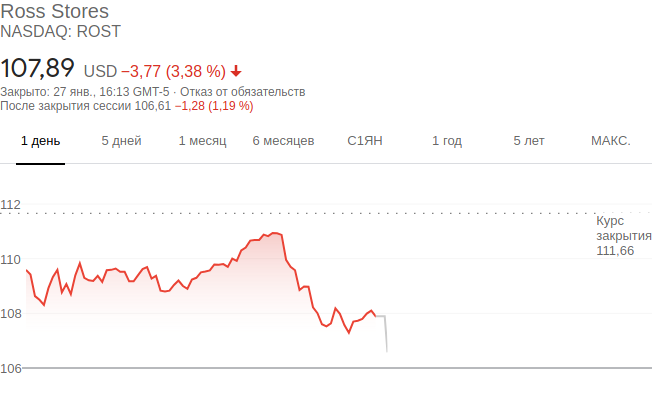 Ross Stores
NASDAQ: ROST
107,89 USD −3,77 (3,38 %)
Закрыто: 27 янв., 16:13 GMT-5 · Отказ от обязательств
После закрытия сессии 106,61 −1,28 (1,19 %)
1 день 5 дней 1 месяц 6 месяцев С1ЯН 1 год 5 лет МАКС.
112
Курс
закрытия
111,66
110
108
106